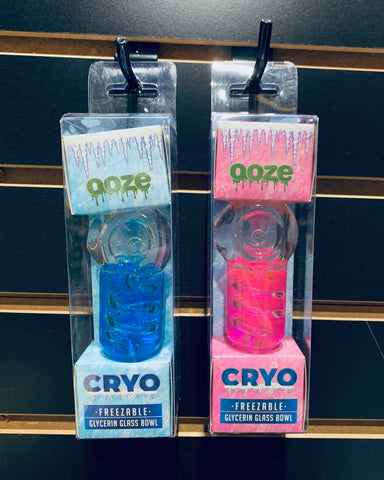 ooze
CRYO
FREEZABLE
GLYCERIN GLASS BOWL
ooze
CRYO
FREEZABLE
GLYCERIN GLASS BOWL